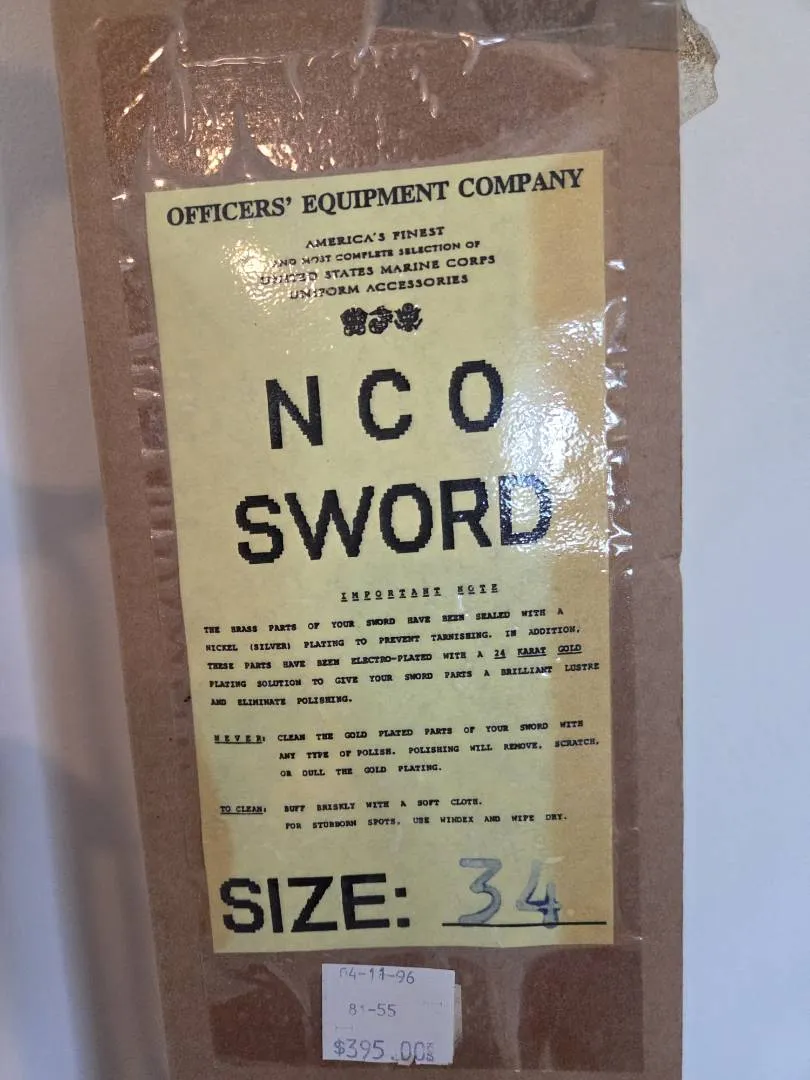 OFFICERS' EQUIPMENT COMPANY
AMERICA'S FINEST
AND MOST COMPLETE SELECTION OF
UNITED STATES MARINE CORPS
UNIFORM ACCESSORIES
NCO
SWORD
IMPORTANT NOTE
THE BRASS PARTS OF YOUR SWORD HAVE BEEN SEALED WITH A
NICKEL (SILVER) PLATING TO PREVENT TARNISHING. IN ADDITION,
THESE PARTS HAVE BEEN ELECTRO-PLATED WITH A 24 KARAT GOLD
PLATING SOLUTION TO GIVE YOUR SWORD PARTS A BRILLIANT LUSTRE
AND ELIMINATE POLISHING.
NEVER: CLEAN THE GOLD PLATED PARTS OF YOUR SWORD WITH
ANY TYPE OF POLISH. POLISHING WILL REMOVE, SCRATCH,
OR DULL THE GOLD PLATING.
TO CLEAN: BUFF BRISKLY WITH A SOFT CLOTH.
FOR STUBBORN SPOTS, USE WINDEX AND WIPE DRY.
SIZE: 34
04-11-96
81-55
$395.00